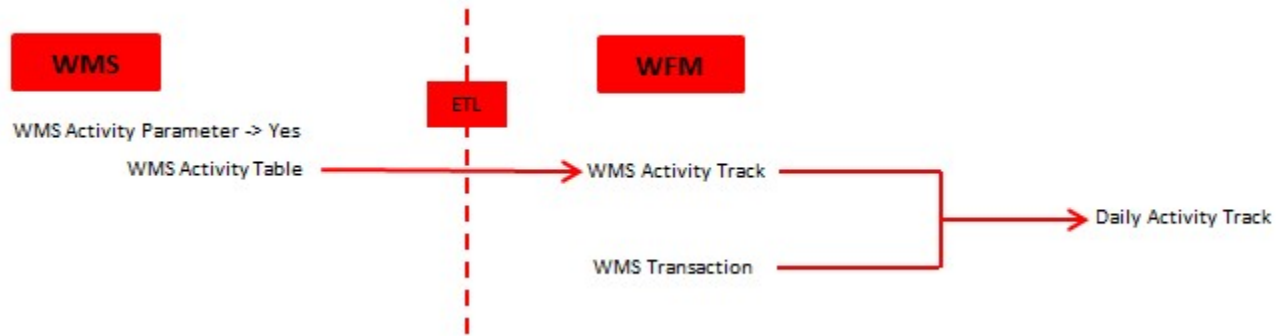 WMS
WFM
ETL
WMS Activity Parameter -> Yes
WMS Activity Table
WMS Activity Track
Daily Activity Track
WMS Transaction